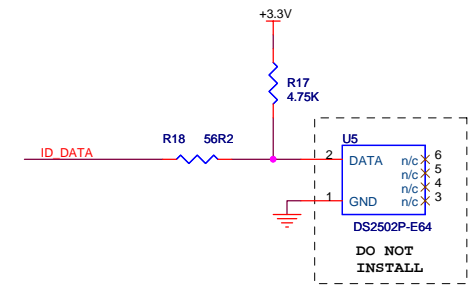 +3.3V
R17
4.75K
R18 56R2
ID_DATA
U5
2 DATA n/c 6
n/c 5
n/c 4
1 GND n/c 3
DS2502P-E64
DO NOT
INSTALL